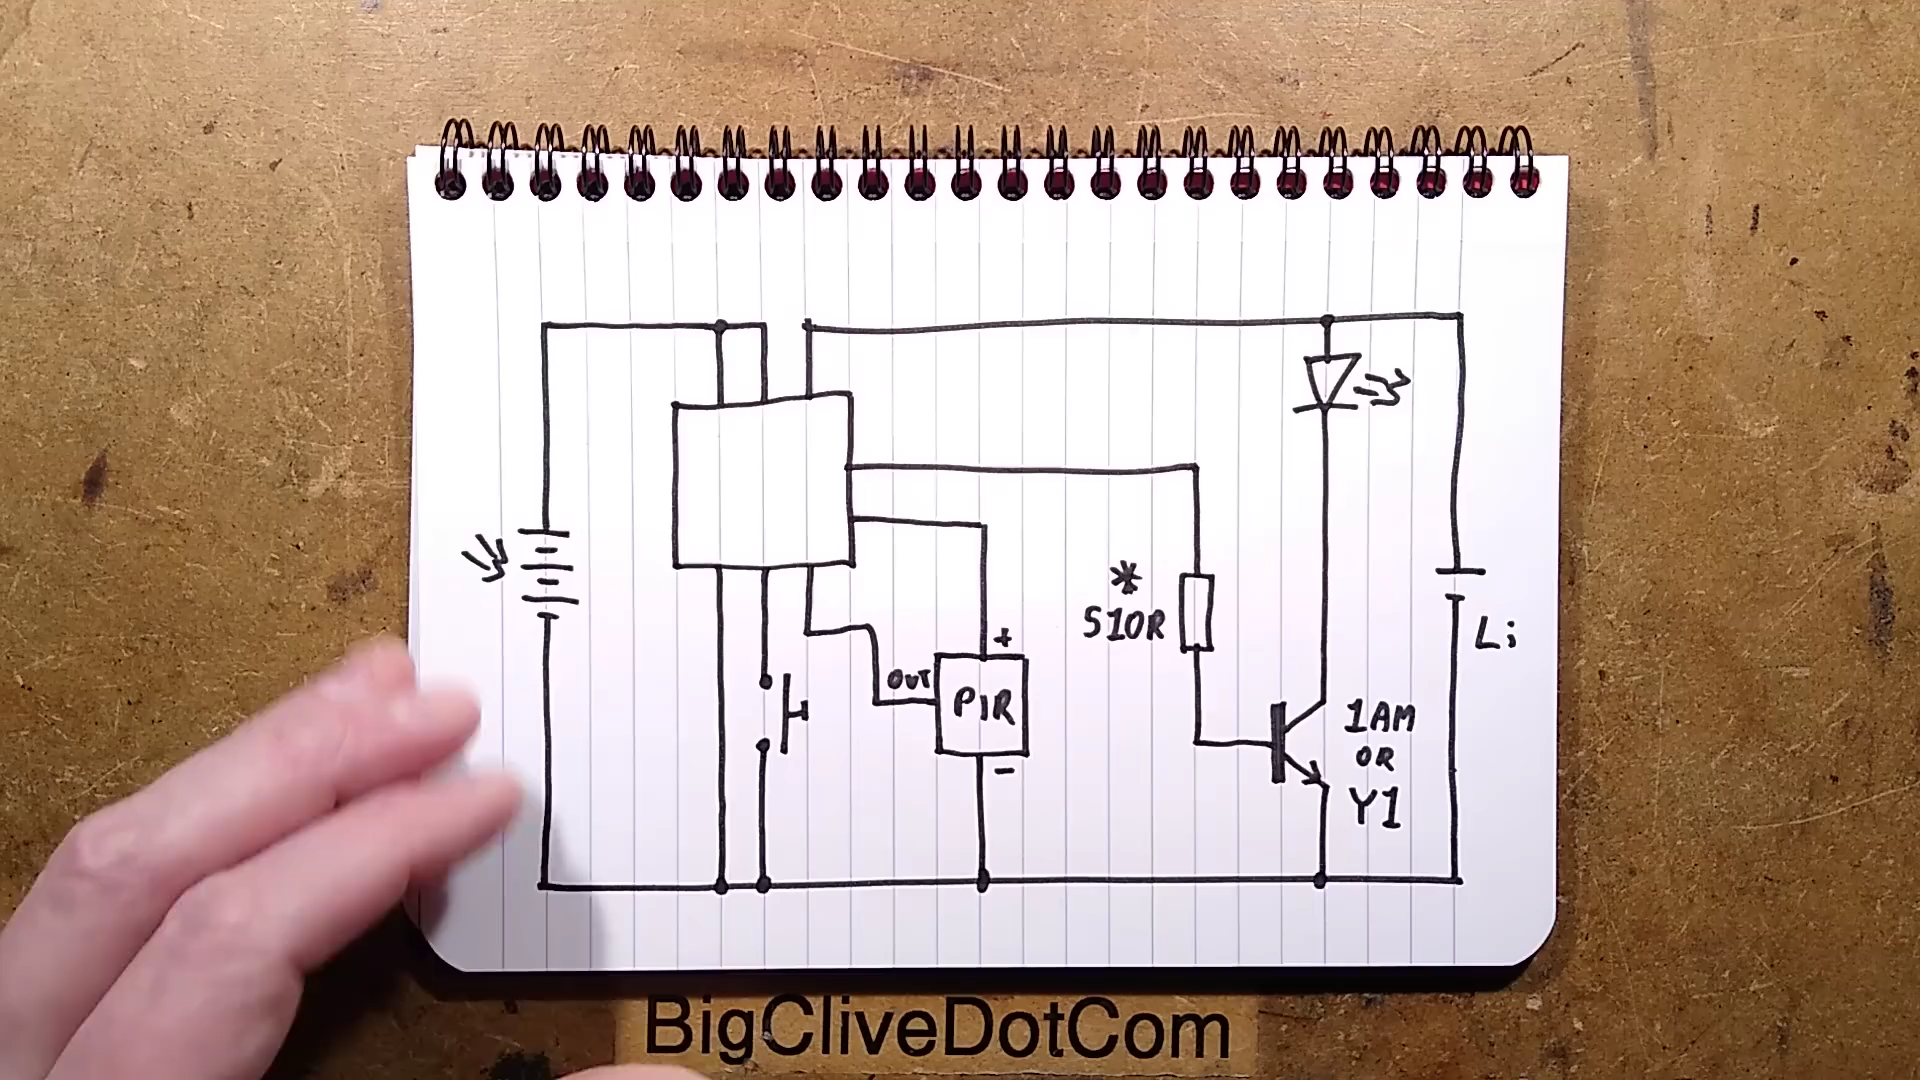 *
510R
Li
+
OUT
PIR
-
1AM
OR
Y1
BigCliveDotCom